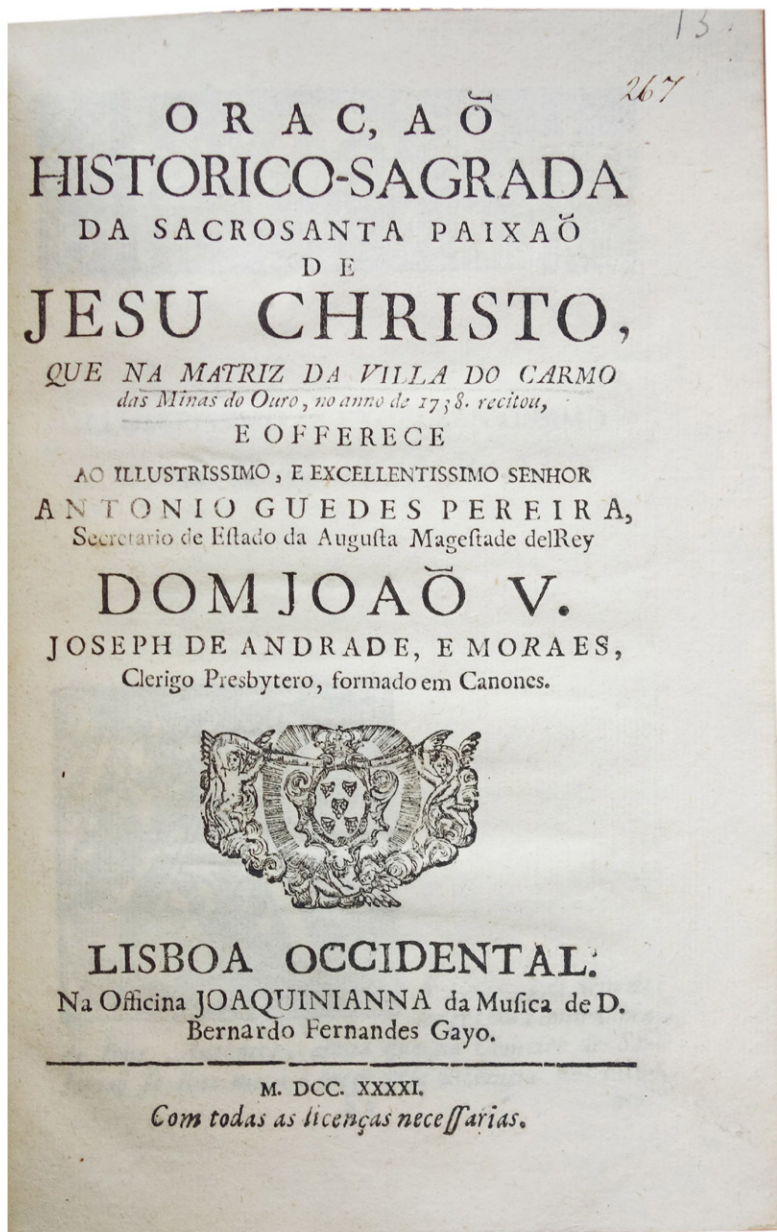 13.
267
ORAC,AÕ
HISTORICO-SAGRADA
DA SACROSANTA PAIXAÕ
DE
JESU CHRISTO,
QUE NA MATRIZ DA VILLA DO CARMO
das Minas do Ouro, no anno de 1738. recitou,
E OFFERECE
AO ILLUSTRISSIMO, E EXCELLENTISSIMO SENHOR
ANTONIO GUEDES PEREIRA,
Secretario de Eſtado da Auguſta Mageſtade delRey
DOM JOAÕ V.
JOSEPH DE ANDRADE, E MORAES,
Clerigo Presbytero, formado em Canones.
LISBOA OCCIDENTAL.
Na Officina JOAQUINIANNA da Muſica de D.
Bernardo Fernandes Gayo.
M. DCC. XXXXI.
Com todas as licenças neceſſarias.